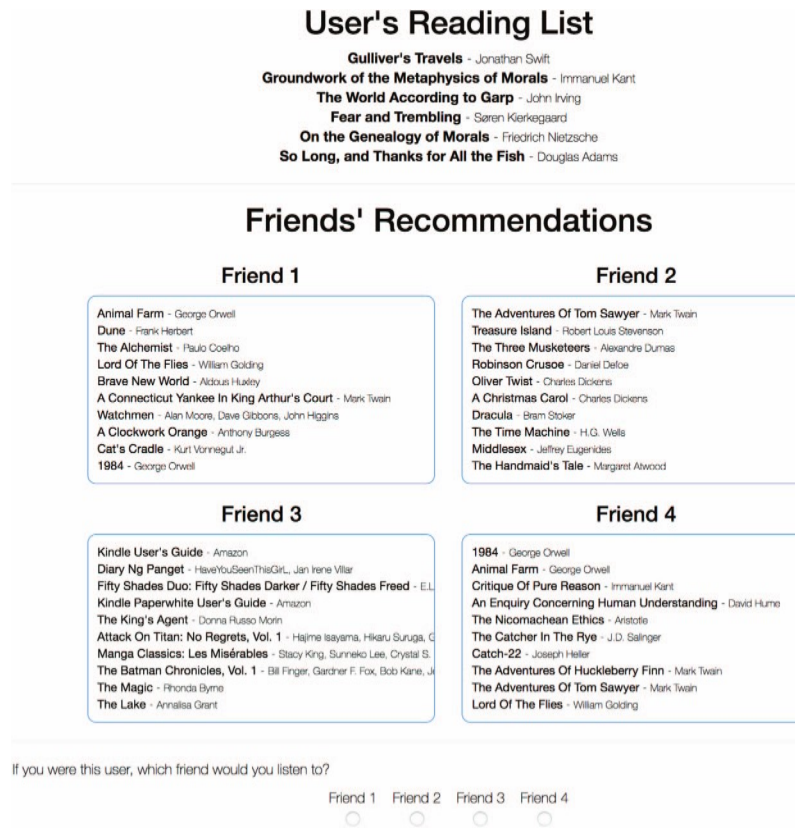 User's Reading List
Gulliver's Travels - Jonathan Swift
Groundwork of the Metaphysics of Morals - Immanuel Kant
The World According to Garp - John Irving
Fear and Trembling - Søren Kierkegaard
On the Genealogy of Morals - Friedrich Nietzsche
So Long, and Thanks for All the Fish - Douglas Adams
Friends' Recommendations
Friend 1
Animal Farm - George Orwell
Dune - Frank Herbert
The Alchemist - Paulo Coelho
Lord Of The Flies - William Golding
Brave New World - Aldous Huxley
A Connecticut Yankee In King Arthur's Court - Mark Twain
Watchmen - Alan Moore, Dave Gibbons, John Higgins
A Clockwork Orange - Anthony Burgess
Cat's Cradle - Kurt Vonnegut Jr.
1984 - George Orwell
Friend 2
The Adventures Of Tom Sawyer - Mark Twain
Treasure Island - Robert Louis Stevenson
The Three Musketeers - Alexandre Dumas
Robinson Crusoe - Daniel Defoe
Oliver Twist - Charles Dickens
A Christmas Carol - Charles Dickens
Dracula - Bram Stoker
The Time Machine - H.G. Wells
Middlesex - Jeffrey Eugenides
The Handmaid's Tale - Margaret Atwood
Friend 3
Kindle User's Guide - Amazon
Diary Ng Panget - HaveYouSeenThisGirL, Jan Irene Villar
Fifty Shades Duo: Fifty Shades Darker / Fifty Shades Freed - E.L
Kindle Paperwhite User's Guide - Amazon
The King's Agent - Donna Russo Morin
Attack On Titan: No Regrets, Vol. 1 - Hajime Isayama, Hikaru Suruga,
Manga Classics: Les Misérables - Stacy King, Sunneko Lee, Crystal S.
The Batman Chronicles, Vol. 1 - Bill Finger, Gardner F. Fox, Bob Kane,
The Magic - Rhonda Byrne
The Lake - Annalisa Grant
Friend 4
1984 - George Orwell
Animal Farm - George Orwell
Critique Of Pure Reason - Immanuel Kant
An Enquiry Concerning Human Understanding - David Hume
The Nicomachean Ethics - Aristotle
The Catcher In The Rye - J.D. Salinger
Catch-22 - Joseph Heller
The Adventures Of Huckleberry Finn - Mark Twain
The Adventures Of Tom Sawyer - Mark Twain
Lord Of The Flies - William Golding
If you were this user, which friend would you listen to?
Friend 1 Friend 2 Friend 3 Friend 4